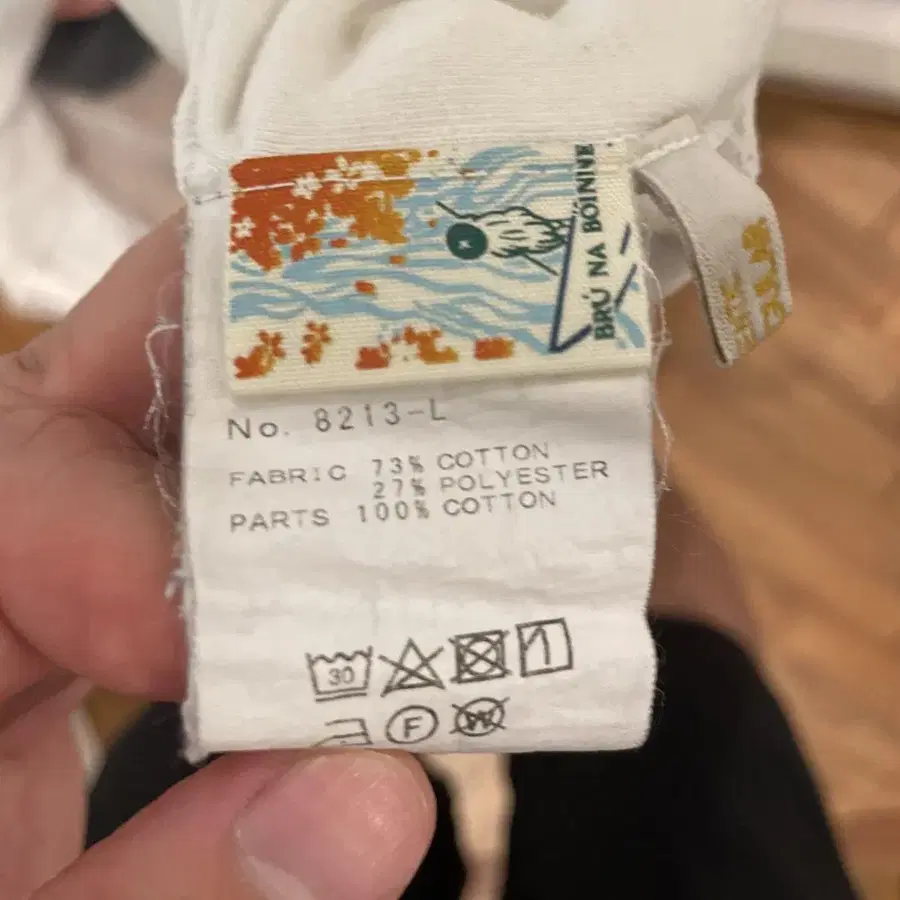 BRÚ NA BÓINNE
No. 8213-L
FABRIC 73% COTTON
27% POLYESTER
PARTS 100% COTTON
30
F
W